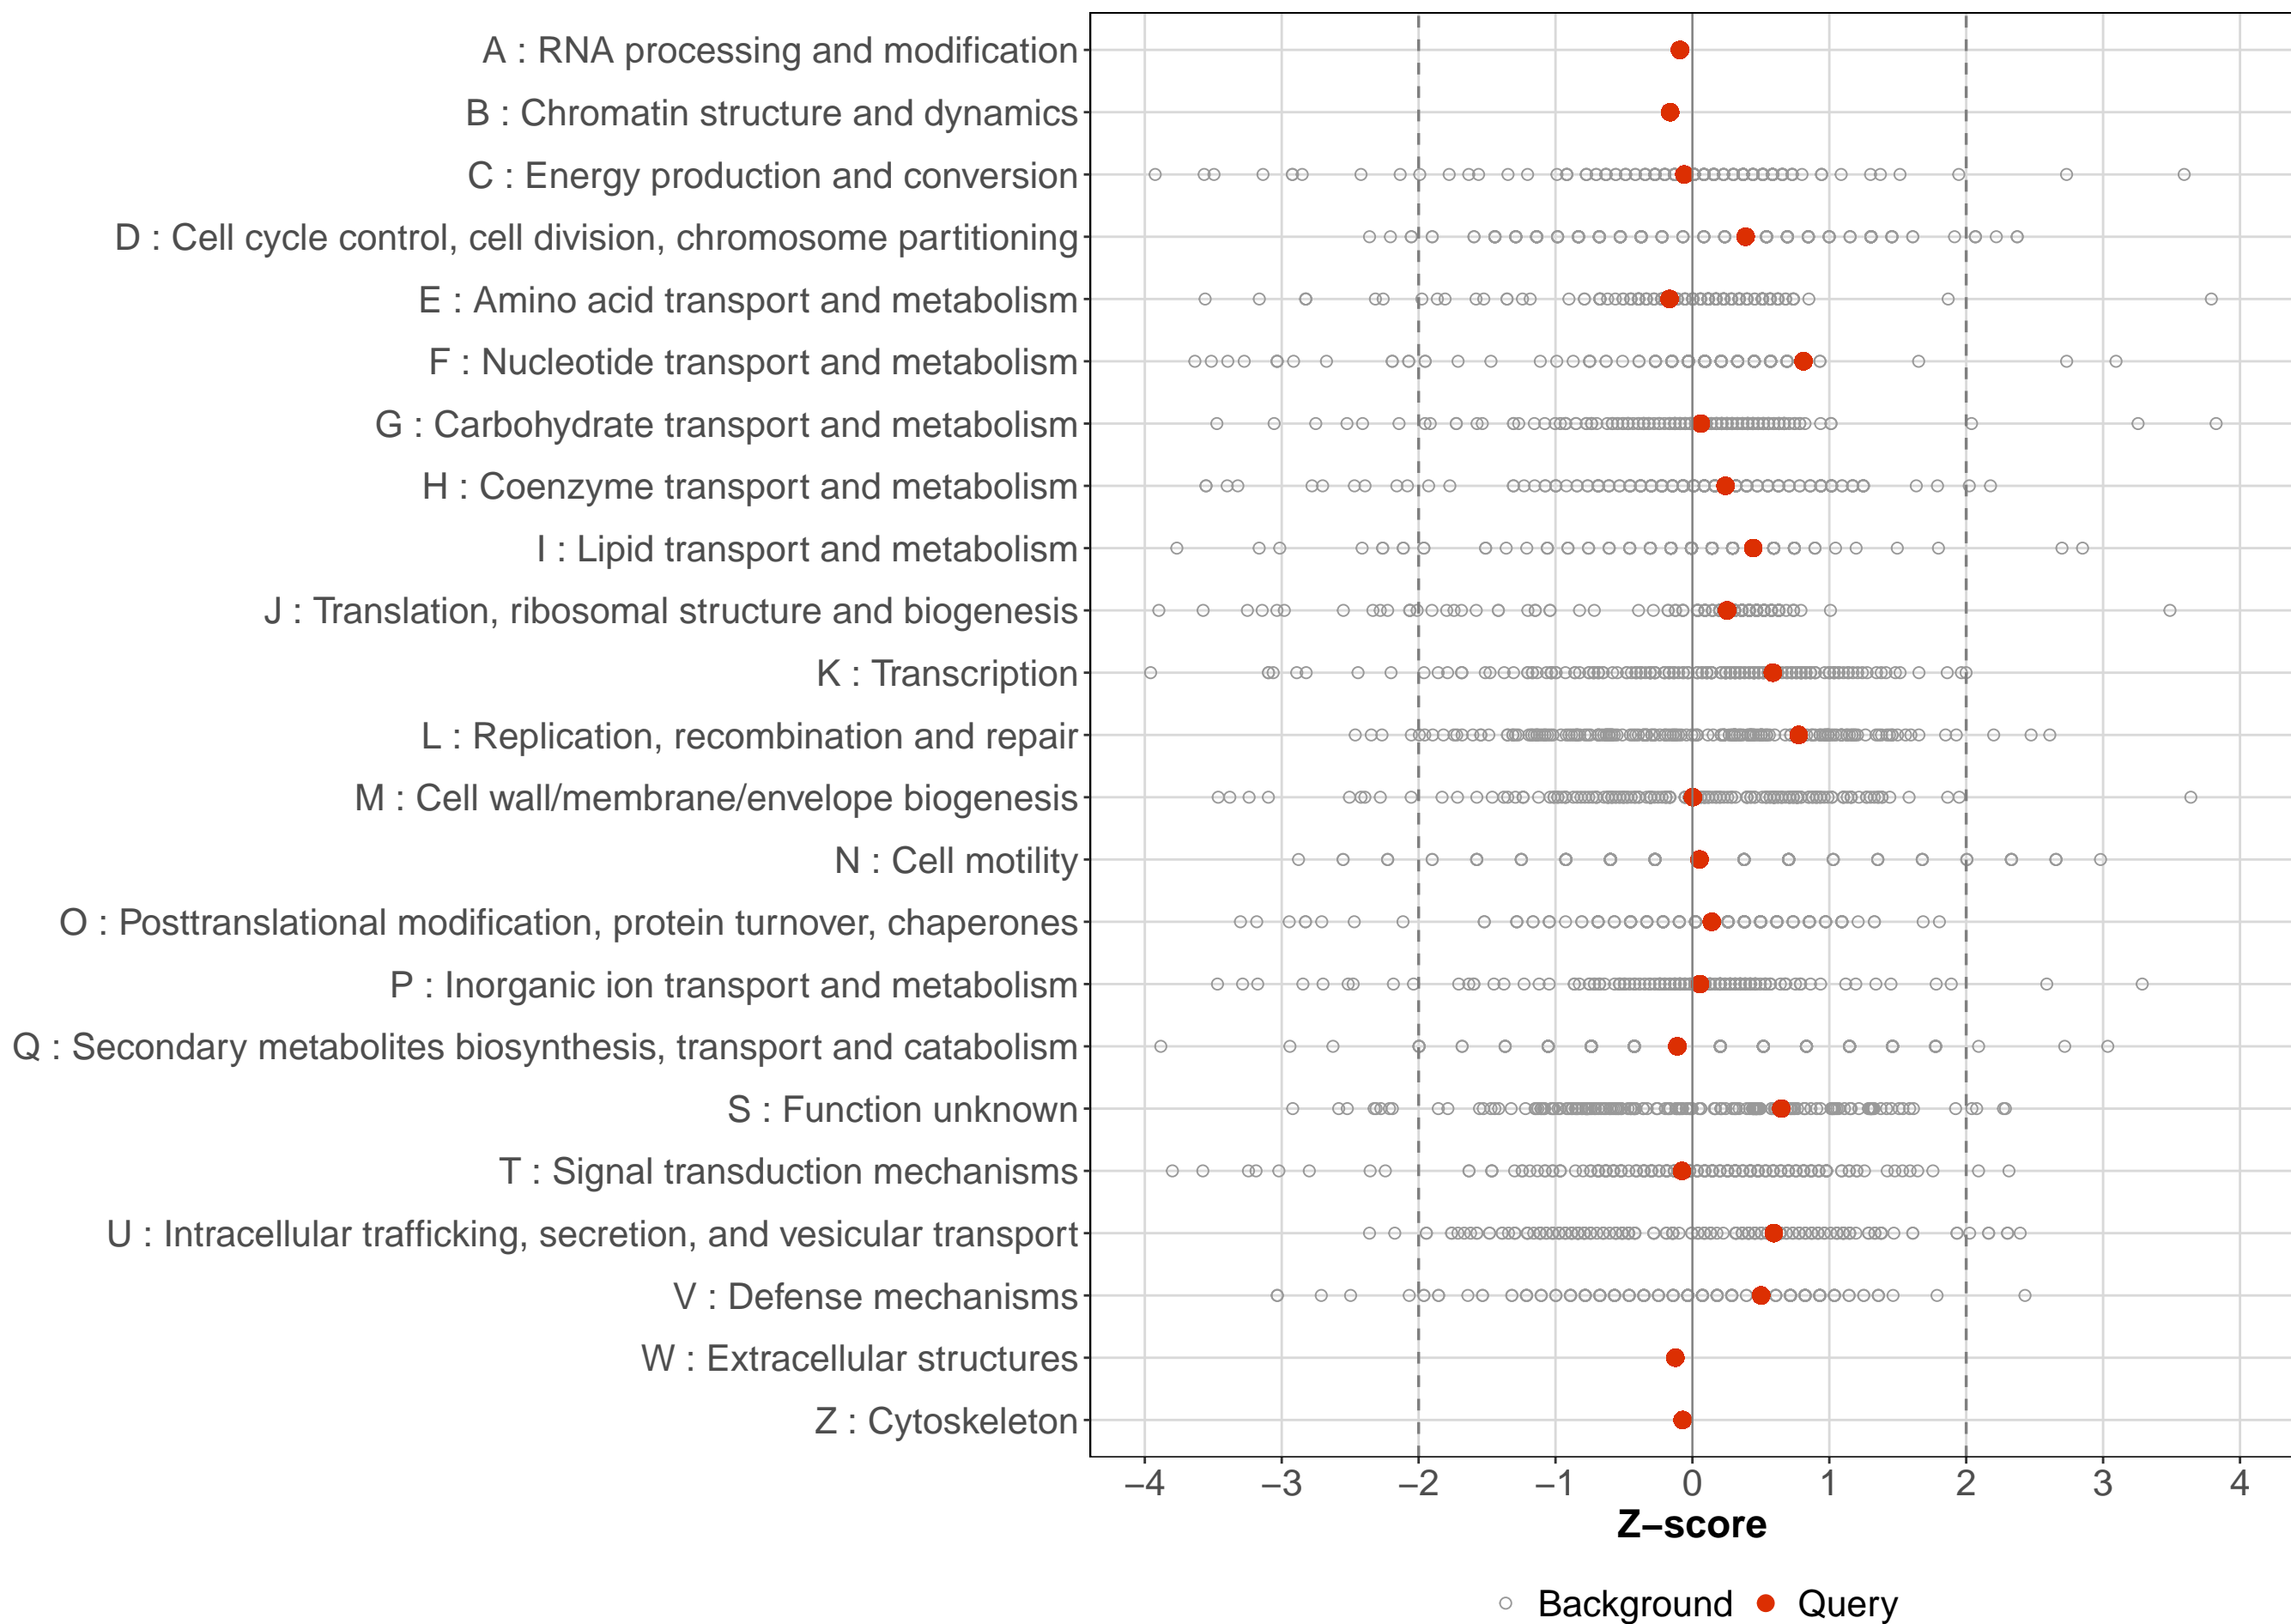 A : RNA processing and modification
B : Chromatin structure and dynamics
C : Energy production and conversion
D : Cell cycle control, cell division, chromosome partitioning
E : Amino acid transport and metabolism
F : Nucleotide transport and metabolism
G : Carbohydrate transport and metabolism
H : Coenzyme transport and metabolism
I : Lipid transport and metabolism
J : Translation, ribosomal structure and biogenesis
K : Transcription
L : Replication, recombination and repair
M : Cell wall/membrane/envelope biogenesis
N : Cell motility
O : Posttranslational modification, protein turnover, chaperones
P : Inorganic ion transport and metabolism
Q : Secondary metabolites biosynthesis, transport and catabolism
S : Function unknown
T : Signal transduction mechanisms
U : Intracellular trafficking, secretion, and vesicular transport
V : Defense mechanisms
W : Extracellular structures
Z : Cytoskeleton
−4 −3 −2 −1 0 1 2 3 4
Z−score
Background Query